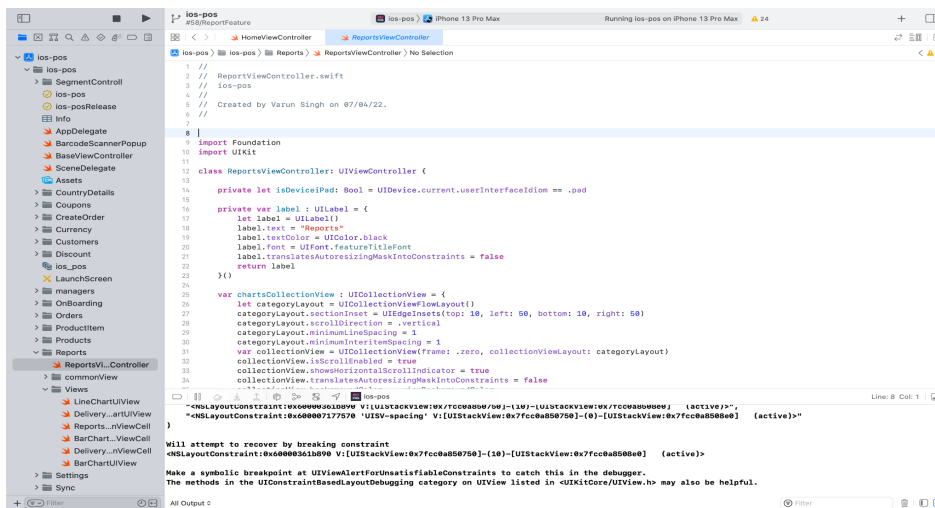 ios-pos
#58/ReportFeature
ios-pos 〉 iPhone 13 Pro Max
Running ios-pos on iPhone 13 Pro Max
24
HomeViewController
ReportsViewController
ios-pos 〉 ios-pos 〉 Reports 〉 ReportsViewController 〉 No Selection
ios-pos
ios-pos
SegmentControll
ios-pos
ios-posRelease
Info
AppDelegate
BarcodeScannerPopup
BaseViewController
SceneDelegate
Assets
CountryDetails
Coupons
CreateOrder
Currency
Customers
Discount
ios_pos
LaunchScreen
managers
OnBoarding
Orders
ProductItem
Products
Reports
ReportsVi...Controller
commonView
Views
LineChartUiView
Delivery...artUIView
Reports...nViewCell
BarChart...ViewCell
Delivery...nViewCell
BarChartUIView
Settings
Sync
Filter
1 //
2 //  ReportViewController.swift
3 //  ios-pos
4 //
5 //  Created by Varun Singh on 07/04/22.
6 //
7
8
9 import Foundation
10 import UIKit
11
12 class ReportsViewController: UIViewController {
13
14     private let isDeviceiPad: Bool = UIDevice.current.userInterfaceIdiom == .pad
15
16     private var label : UILabel = {
17         let label = UILabel()
18         label.text = "Reports"
19         label.textColor = UIColor.black
20         label.font = UIFont.featureTitleFont
21         label.translatesAutoresizingMaskIntoConstraints = false
22         return label
23     }()
24
25     var chartsCollectionView : UICollectionView = {
26         let categoryLayout = UICollectionViewFlowLayout()
27         categoryLayout.sectionInset = UIEdgeInsets(top: 10, left: 50, bottom: 10, right: 50)
28         categoryLayout.scrollDirection = .vertical
29         categoryLayout.minimumLineSpacing = 1
30         categoryLayout.minimumInteritemSpacing = 1
31         var collectionView = UICollectionView(frame: .zero, collectionViewLayout: categoryLayout)
32         collectionView.isScrollEnabled = true
33         collectionView.showsHorizontalScrollIndicator = true
34         collectionView.translatesAutoresizingMaskIntoConstraints = false
ios-pos
Line: 8 Col: 1
"<NSLayoutConstraint:0x60000361b890 V:[UIStackView:0x7fcc0a850750]-(10)-[UIStackView:0x7fcc0a8508e0]   (active)>",
"<NSLayoutConstraint:0x600007177570 'UISV-spacing' V:[UIStackView:0x7fcc0a850750]-(0)-[UIStackView:0x7fcc0a8508e0]   (active)>"
)
Will attempt to recover by breaking constraint
<NSLayoutConstraint:0x60000361b890 V:[UIStackView:0x7fcc0a850750]-(10)-[UIStackView:0x7fcc0a8508e0]   (active)>
Make a symbolic breakpoint at UIViewAlertForUnsatisfiableConstraints to catch this in the debugger.
The methods in the UIConstraintBasedLayoutDebugging category on UIView listed in <UIKitCore/UIView.h> may also be helpful.
All Output
Filter